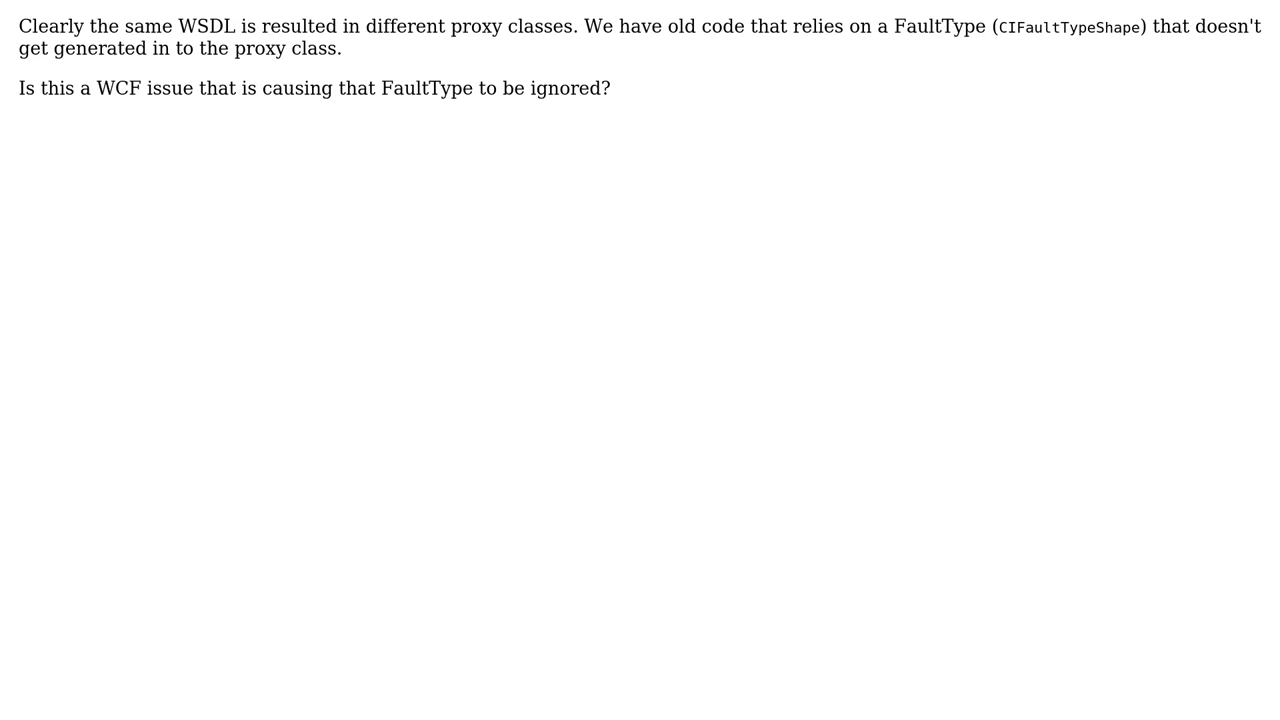 Clearly the same WSDL is resulted in different proxy classes. We have old code that relies on a FaultType (CIFaultTypeShape) that doesn't
get generated in to the proxy class.
Is this a WCF issue that is causing that FaultType to be ignored?